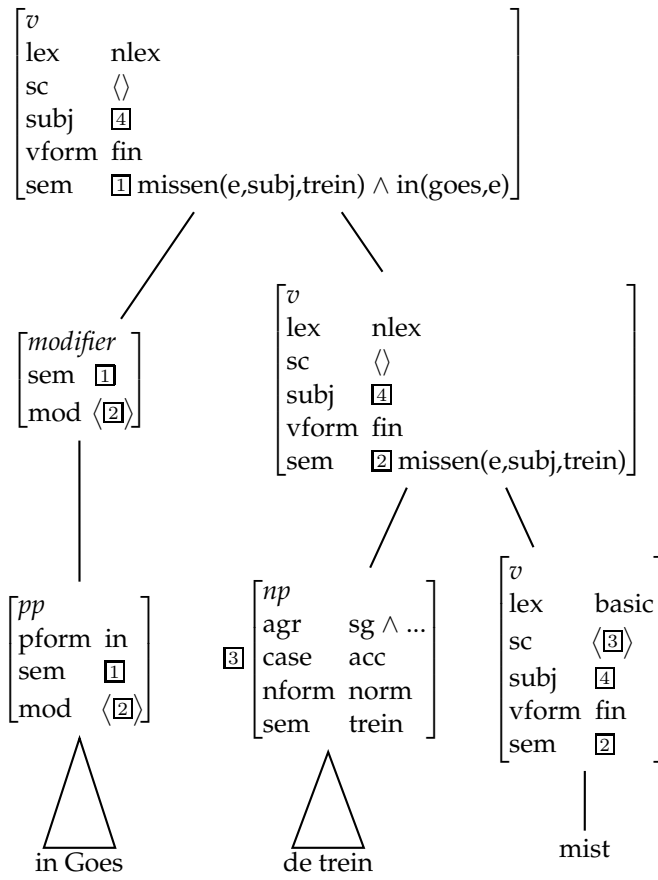 v
lex nlex
sc ⟨⟩
subj 4
vform fin
sem 1 missen(e,subj,trein) ∧ in(goes,e)
modifier
sem 1
mod ⟨2⟩
v
lex nlex
sc ⟨⟩
subj 4
vform fin
sem 2 missen(e,subj,trein)
pp
pform in
sem 1
mod ⟨2⟩
3
np
agr sg ∧ ...
case acc
nform norm
sem trein
v
lex basic
sc ⟨3⟩
subj 4
vform fin
sem 2
in Goes
de trein
mist